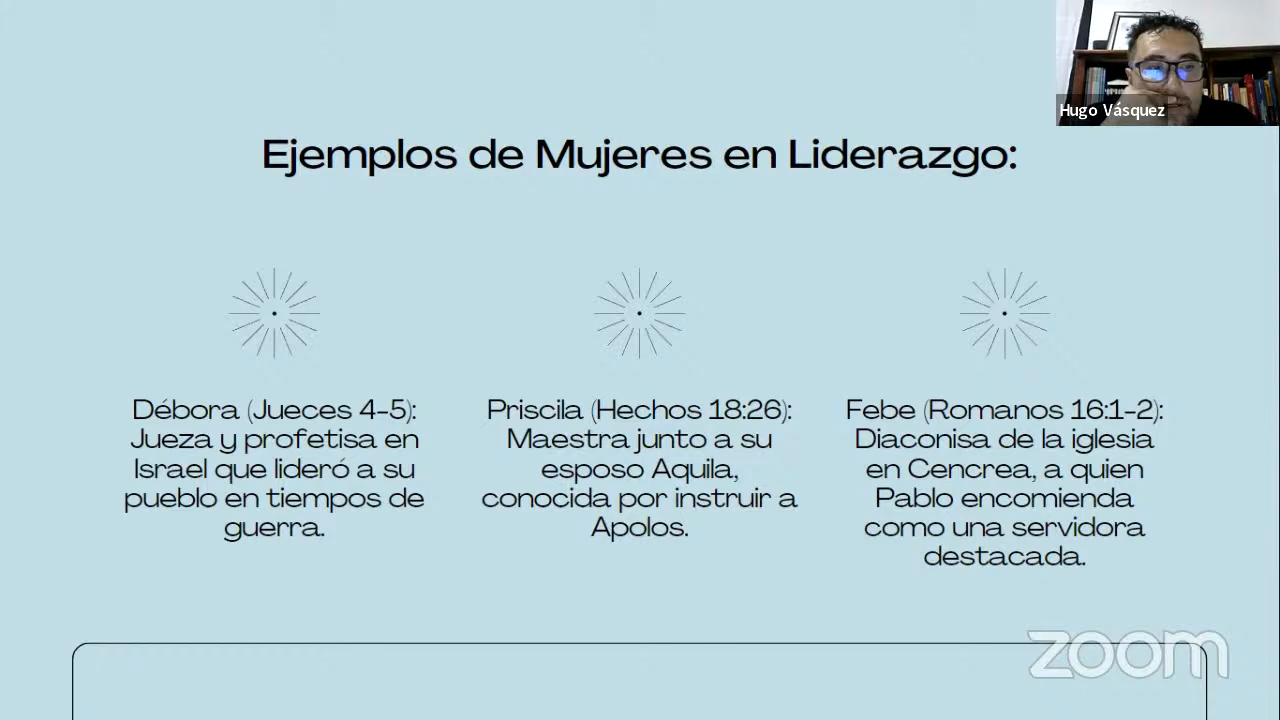 Hugo Vásquez
Ejemplos de Mujeres en Liderazgo:
Débora (Jueces 4-5):
Jueza y profetisa en
Israel que lideró a su
pueblo en tiempos de
guerra.
Priscila (Hechos 18:26):
Maestra junto a su
esposo Aquila,
conocida por instruir a
Apolos.
Febe (Romanos 16:1-2):
Diaconisa de la iglesia
en Cencrea, a quien
Pablo encomienda
como una servidora
destacada.
zoom